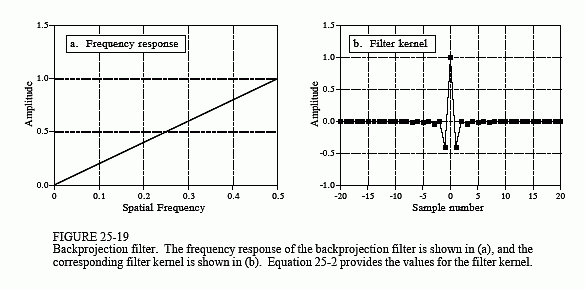 1.5
a. Frequency response
1.0
0.5
0.0
0 0.1 0.2 0.3 0.4 0.5
Spatial Frequency
Amplitude
1.5
b. Filter kernel
1.0
0.5
0.0
-0.5
-1.0
-20 -15 -10 -5 0 5 10 15 20
Sample number
Amplitude
FIGURE 25-19
Backprojection filter. The frequency response of the backprojection filter is shown in (a), and the
corresponding filter kernel is shown in (b). Equation 25-2 provides the values for the filter kernel.